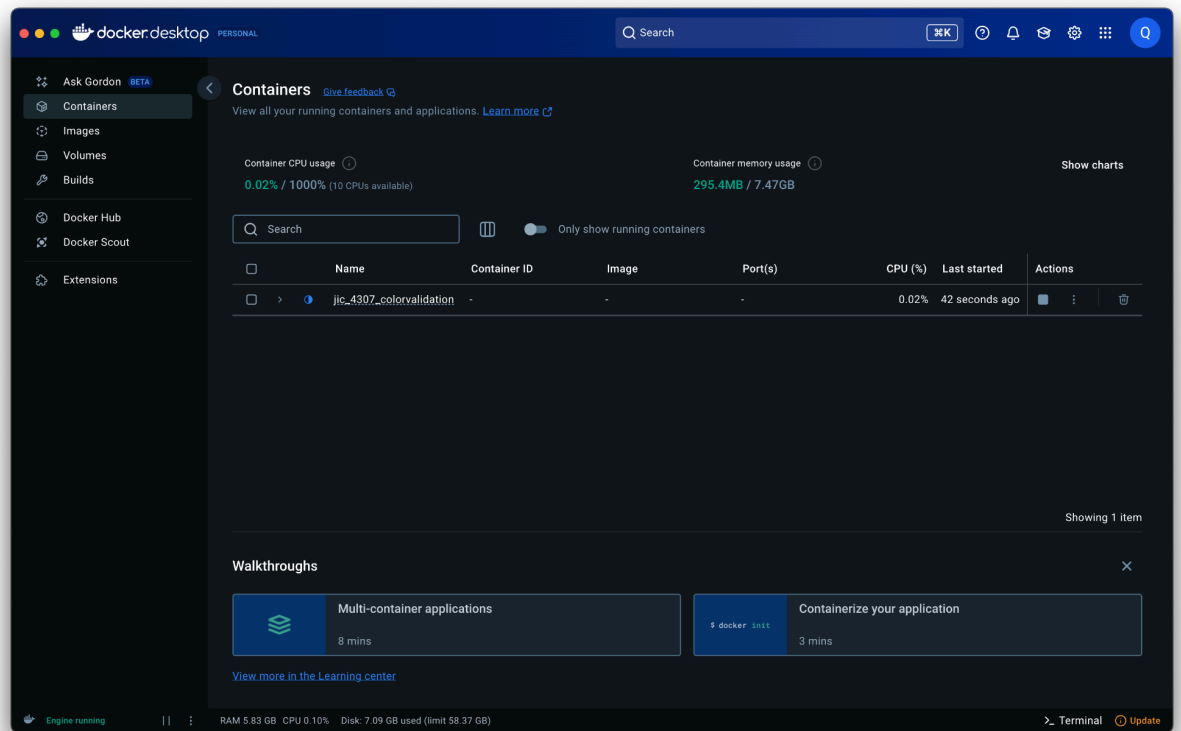 docker.desktop PERSONAL
Search
⌘K
Q
Ask Gordon BETA
Containers
Images
Volumes
Builds
Docker Hub
Docker Scout
Extensions
Containers Give feedback
View all your running containers and applications. Learn more
Container CPU usage
0.02% / 1000% (10 CPUs available)
Container memory usage
295.4MB / 7.47GB
Show charts
Search
Only show running containers
Name Container ID Image Port(s) CPU (%) Last started Actions
jic_4307_colorvalidation - - - 0.02% 42 seconds ago
Showing 1 item
Walkthroughs
Multi-container applications
8 mins
$ docker init
Containerize your application
3 mins
View more in the Learning center
Engine running
RAM 5.83 GB CPU 0.10% Disk: 7.09 GB used (limit 58.37 GB)
>_ Terminal
Update